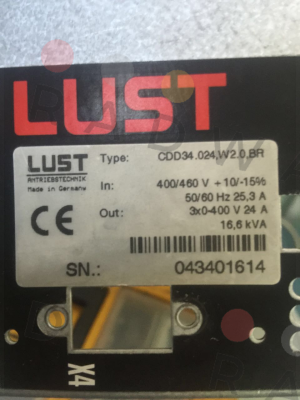 LUST
LUST
ANTRIEBSTECHNIK
Made in Germany
Type: CDD34.024,W2.0,BR
In: 400/460 V +10/-15%
50/60 Hz 25,3 A
Out: 3x0-400 V 24 A
16,6 kVA
CE
SN.: 043401614
X4